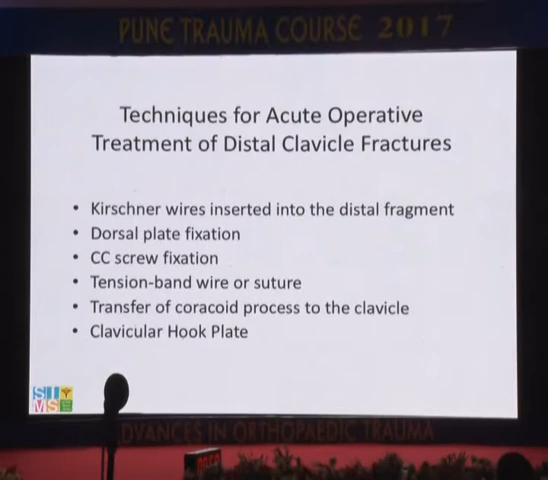 PUNE TRAUMA COURSE 2017
Techniques for Acute Operative
Treatment of Distal Clavicle Fractures
• Kirschner wires inserted into the distal fragment
• Dorsal plate fixation
• CC screw fixation
• Tension-band wire or suture
• Transfer of coracoid process to the clavicle
• Clavicular Hook Plate
ADVANCES IN ORTHOPAEDIC TRAUMA